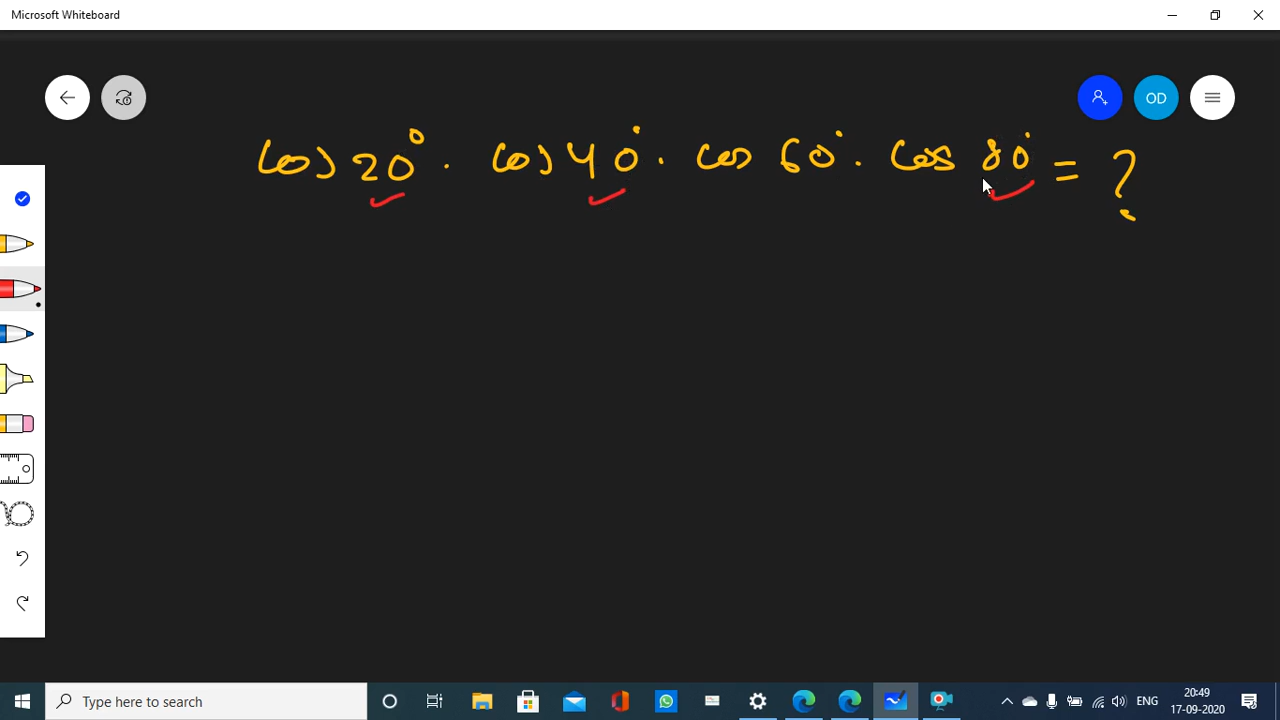 Microsoft Whiteboard
OD
cos 20° . cos 40° . cos 60° . cos 80° = ?
Type here to search
ENG
20:49
17-09-2020